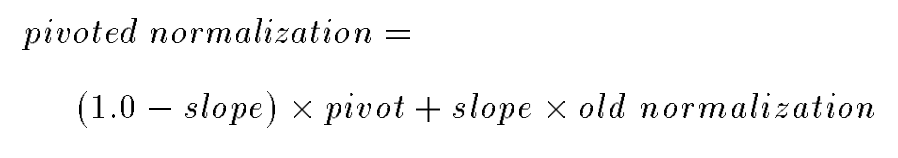 pivoted normalization =
(1.0 − slope) × pivot + slope × old normalization